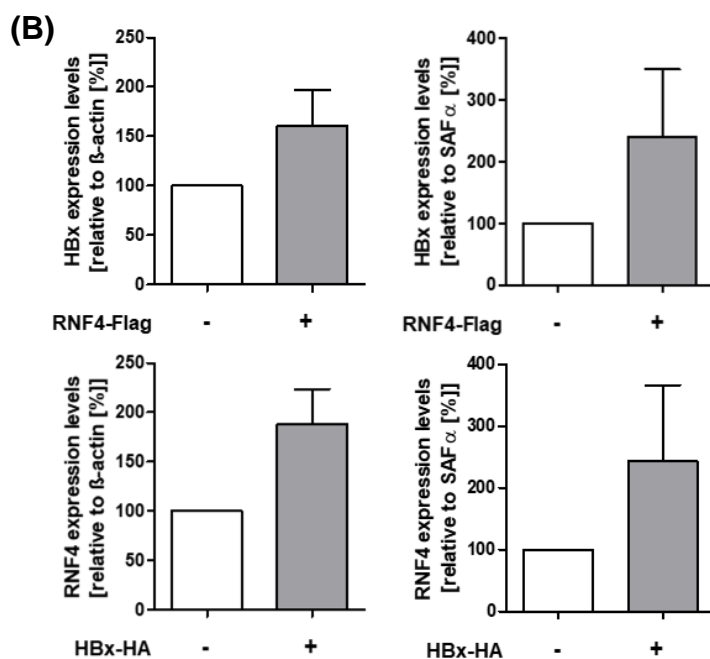 (B)
HBx expression levels
[relative to ß-actin [%]]
250
200
150
100
50
0
RNF4-Flag - +
HBx expression levels
[relative to SAF α [%]]
400
300
200
100
0
RNF4-Flag - +
RNF4 expression levels
[relative to ß-actin [%]]
250
200
150
100
50
0
HBx-HA - +
RNF4 expression levels
[relative to SAF α [%]]
400
300
200
100
0
HBx-HA - +